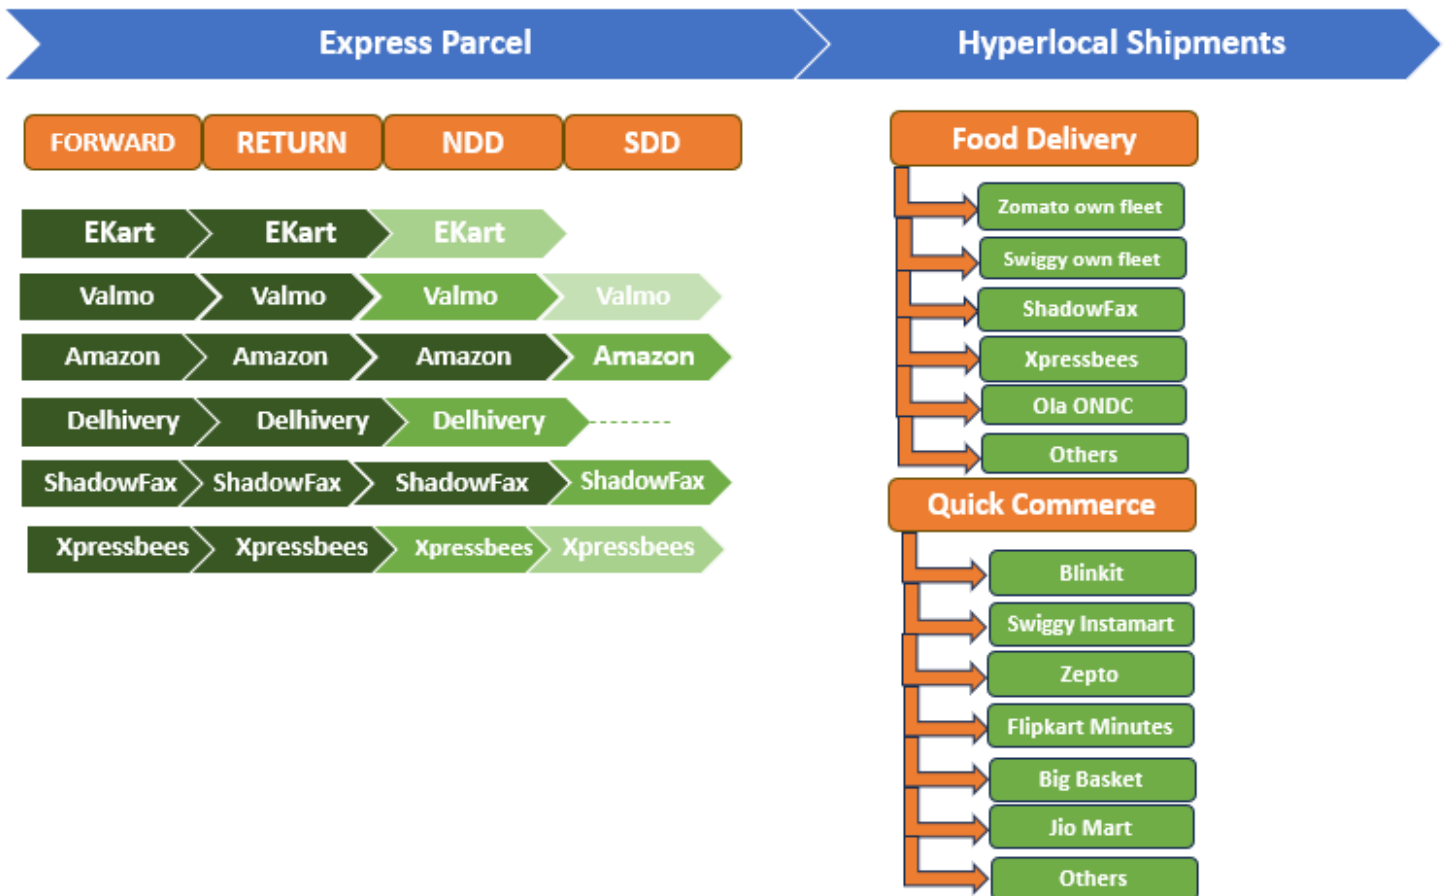 Express Parcel
Hyperlocal Shipments
FORWARD RETURN NDD SDD
EKart EKart EKart
Valmo Valmo Valmo Valmo
Amazon Amazon Amazon Amazon
Delhivery Delhivery Delhivery
ShadowFax ShadowFax ShadowFax ShadowFax
Xpressbees Xpressbees Xpressbees Xpressbees
Food Delivery
Zomato own fleet
Swiggy own fleet
ShadowFax
Xpressbees
Ola ONDC
Others
Quick Commerce
Blinkit
Swiggy Instamart
Zepto
Flipkart Minutes
Big Basket
Jio Mart
Others